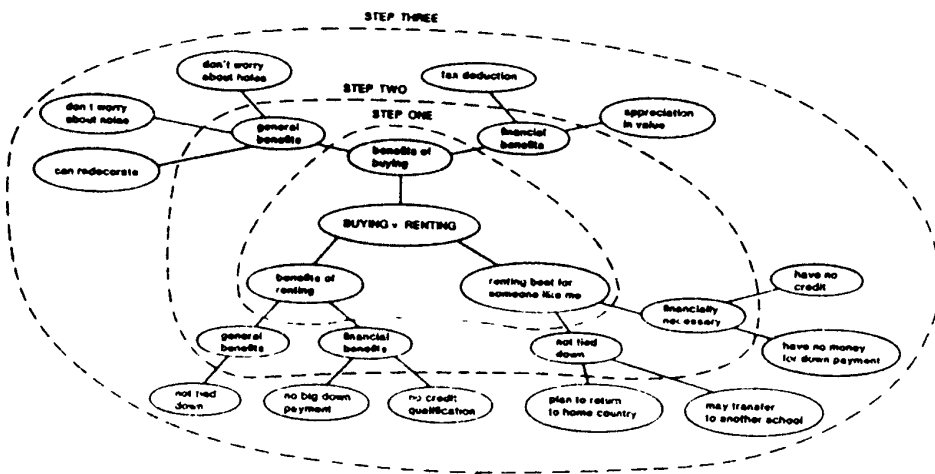 STEP THREE
don't worry
about holes
tax deduction
STEP TWO
don't worry
about noise
appreciation
in value
STEP ONE
general
benefits
financial
benefits
benefits of
buying
can redecorate
BUYING v. RENTING
benefits of
renting
renting best for
someone like me
have no
credit
financially
necessary
general
benefits
financial
benefits
not tied
down
have no money
for down payment
not tied
down
no big down
payment
no credit
qualification
plan to return
to home country
may transfer
to another school